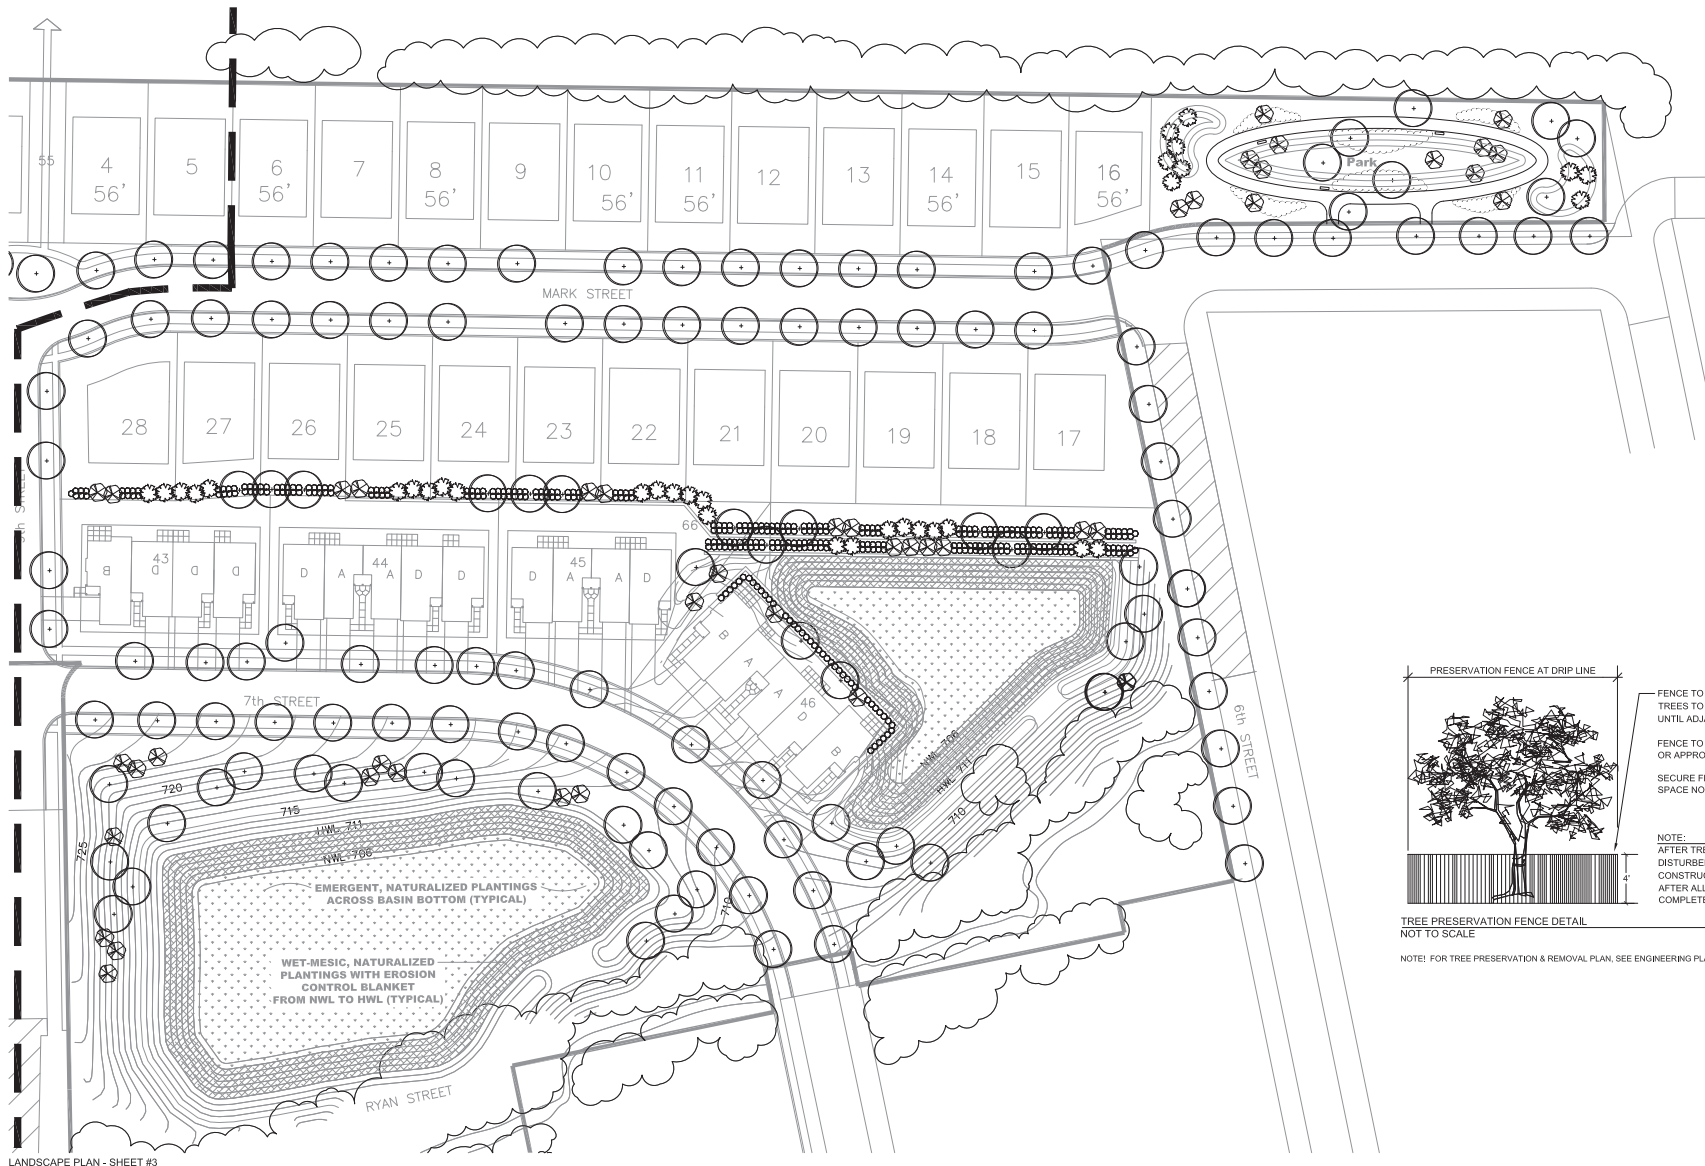 55
4
56'
5
6
56'
7
8
56'
9
10
56'
11
56'
12
13
14
56'
15
16
56'
Park
MARK STREET
28
27
26
25
24
23
22
21
20
19
18
17
STREET
66
43
B D D D
44
D A A D D
45
D A A D
46
B A A D B
7th STREET
6th STREET
720
715
HWL 711
NWL 706
725
710
NWL 706
HWL 711
710
EMERGENT, NATURALIZED PLANTINGS
ACROSS BASIN BOTTOM (TYPICAL)
WET-MESIC, NATURALIZED
PLANTINGS WITH EROSION
CONTROL BLANKET
FROM NWL TO HWL (TYPICAL)
RYAN STREET
PRESERVATION FENCE AT DRIP LINE
FENCE TO
TREES TO
UNTIL ADJ
FENCE TO
OR APPRO
SECURE F
SPACE NO
NOTE:
AFTER TRE
DISTURBE
CONSTRUC
AFTER ALL
COMPLETE
4'
TREE PRESERVATION FENCE DETAIL
NOT TO SCALE
NOTE! FOR TREE PRESERVATION & REMOVAL PLAN, SEE ENGINEERING PLA
LANDSCAPE PLAN - SHEET #3